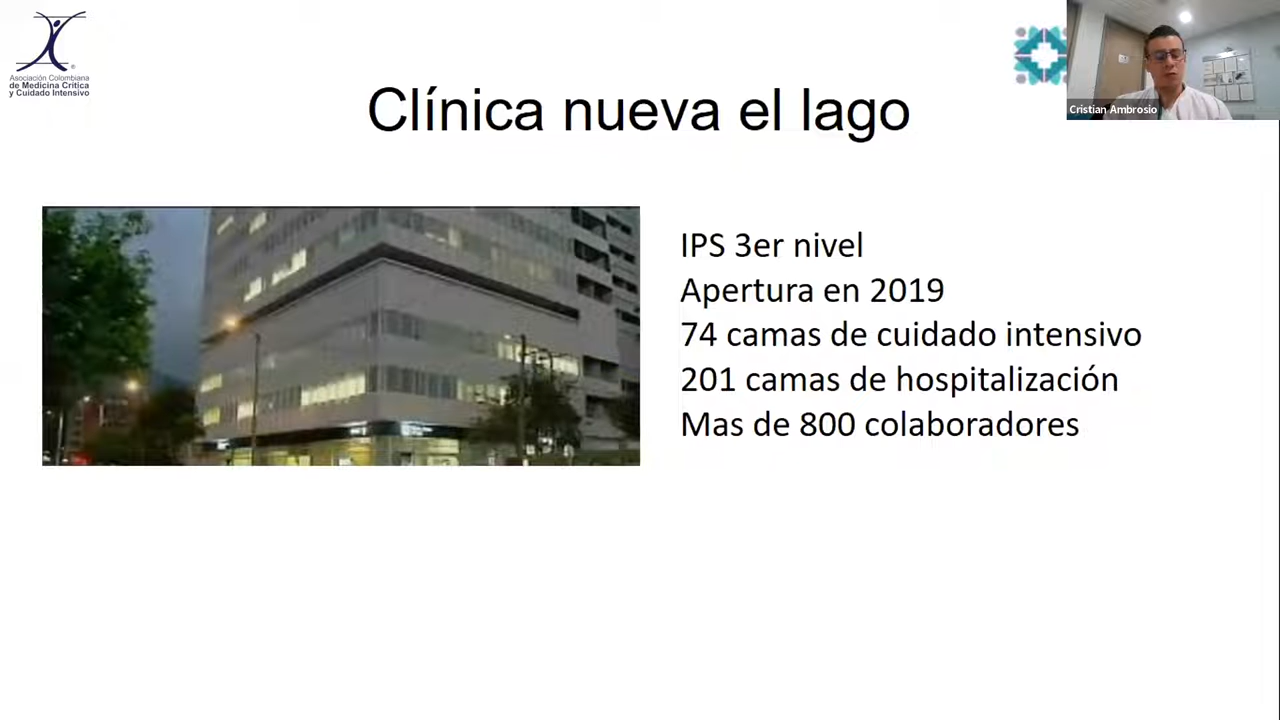 Asociación Colombiana
de Medicina Crítica
y Cuidado Intensivo
Cristian Ambrosio
Clínica nueva el lago
IPS 3er nivel
Apertura en 2019
74 camas de cuidado intensivo
201 camas de hospitalización
Mas de 800 colaboradores